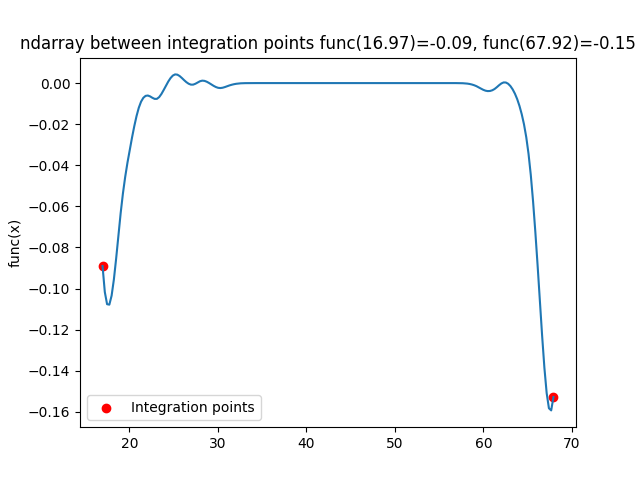 ndarray between integration points func(16.97)=-0.09, func(67.92)=-0.15
func(x)
0.00
−0.02
−0.04
−0.06
−0.08
−0.10
−0.12
−0.14
−0.16
Integration points
20 30 40 50 60 70